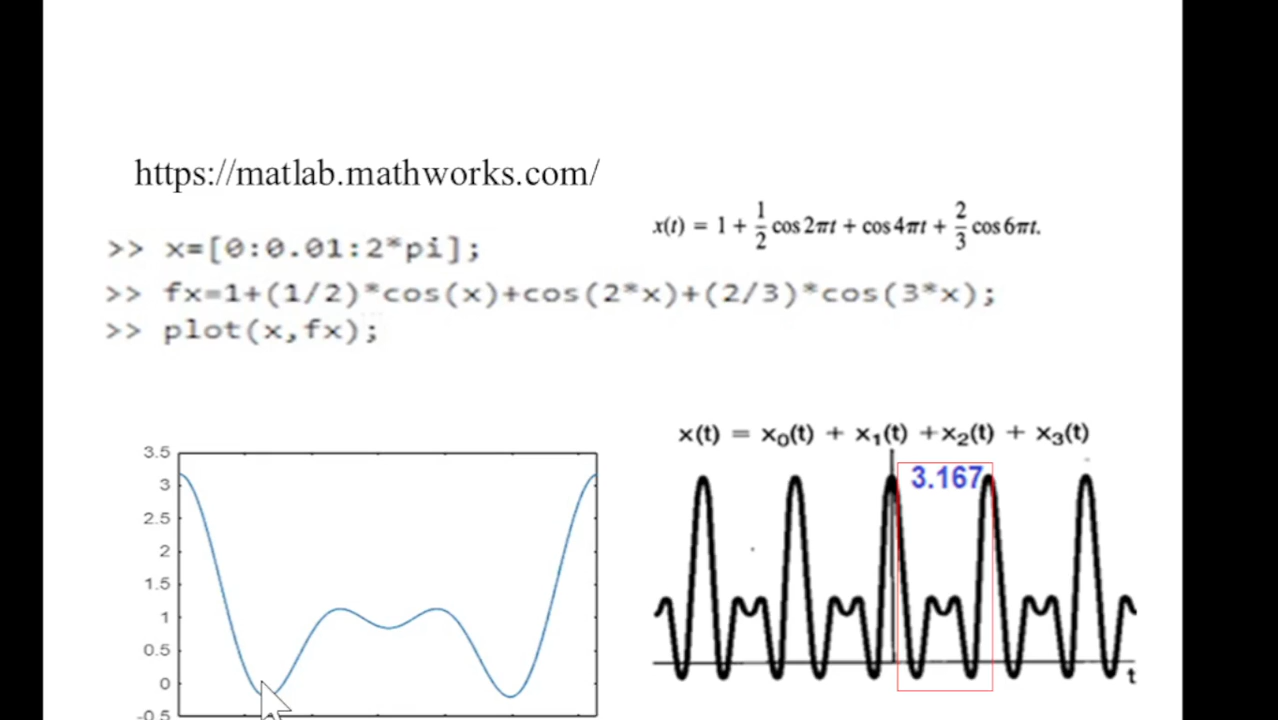 https://matlab.mathworks.com/
x(t) = 1 + 1/2 cos 2πt + cos 4πt + 2/3 cos 6πt.
>> x=[0:0.01:2*pi];
>> fx=1+(1/2)*cos(x)+cos(2*x)+(2/3)*cos(3*x);
>> plot(x,fx);
x(t) = x₀(t) + x₁(t) +x₂(t) + x₃(t)
3.5
3
2.5
2
1.5
1
0.5
0
-0.5
3.167
t